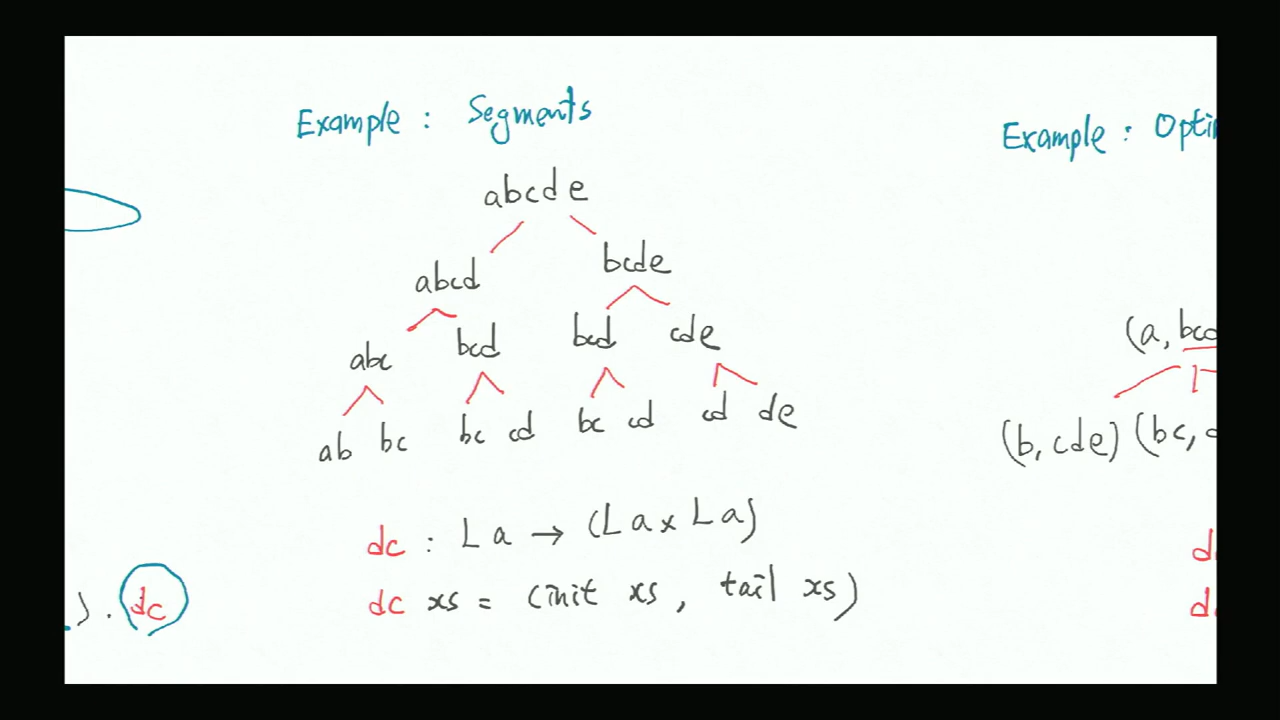 Example : Segments
Example : Opti
abcde
abcd bcde
abc bcd bcd cde
(a, bcd
ab bc bc cd bc cd cd de
(b, cde) (bc,
dc : L a → (L a x L a)
dc xs = (init xs, tail xs)
) . dc